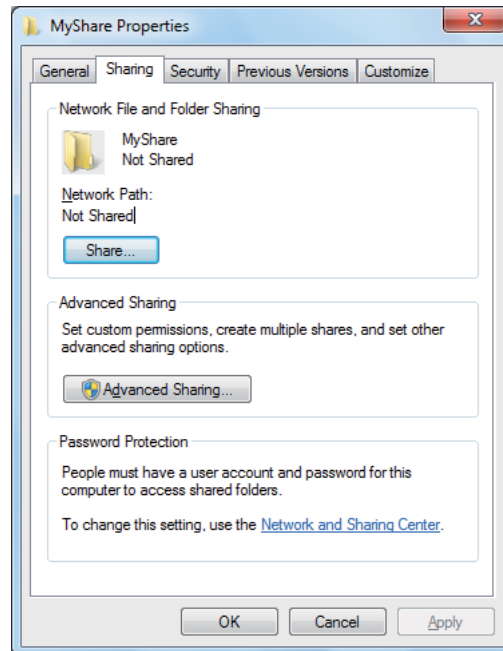 MyShare Properties
General Sharing Security Previous Versions Customize
Network File and Folder Sharing
MyShare
Not Shared
Network Path:
Not Shared
Share...
Advanced Sharing
Set custom permissions, create multiple shares, and set other
advanced sharing options.
Advanced Sharing...
Password Protection
People must have a user account and password for this
computer to access shared folders.
To change this setting, use the Network and Sharing Center.
OK Cancel Apply